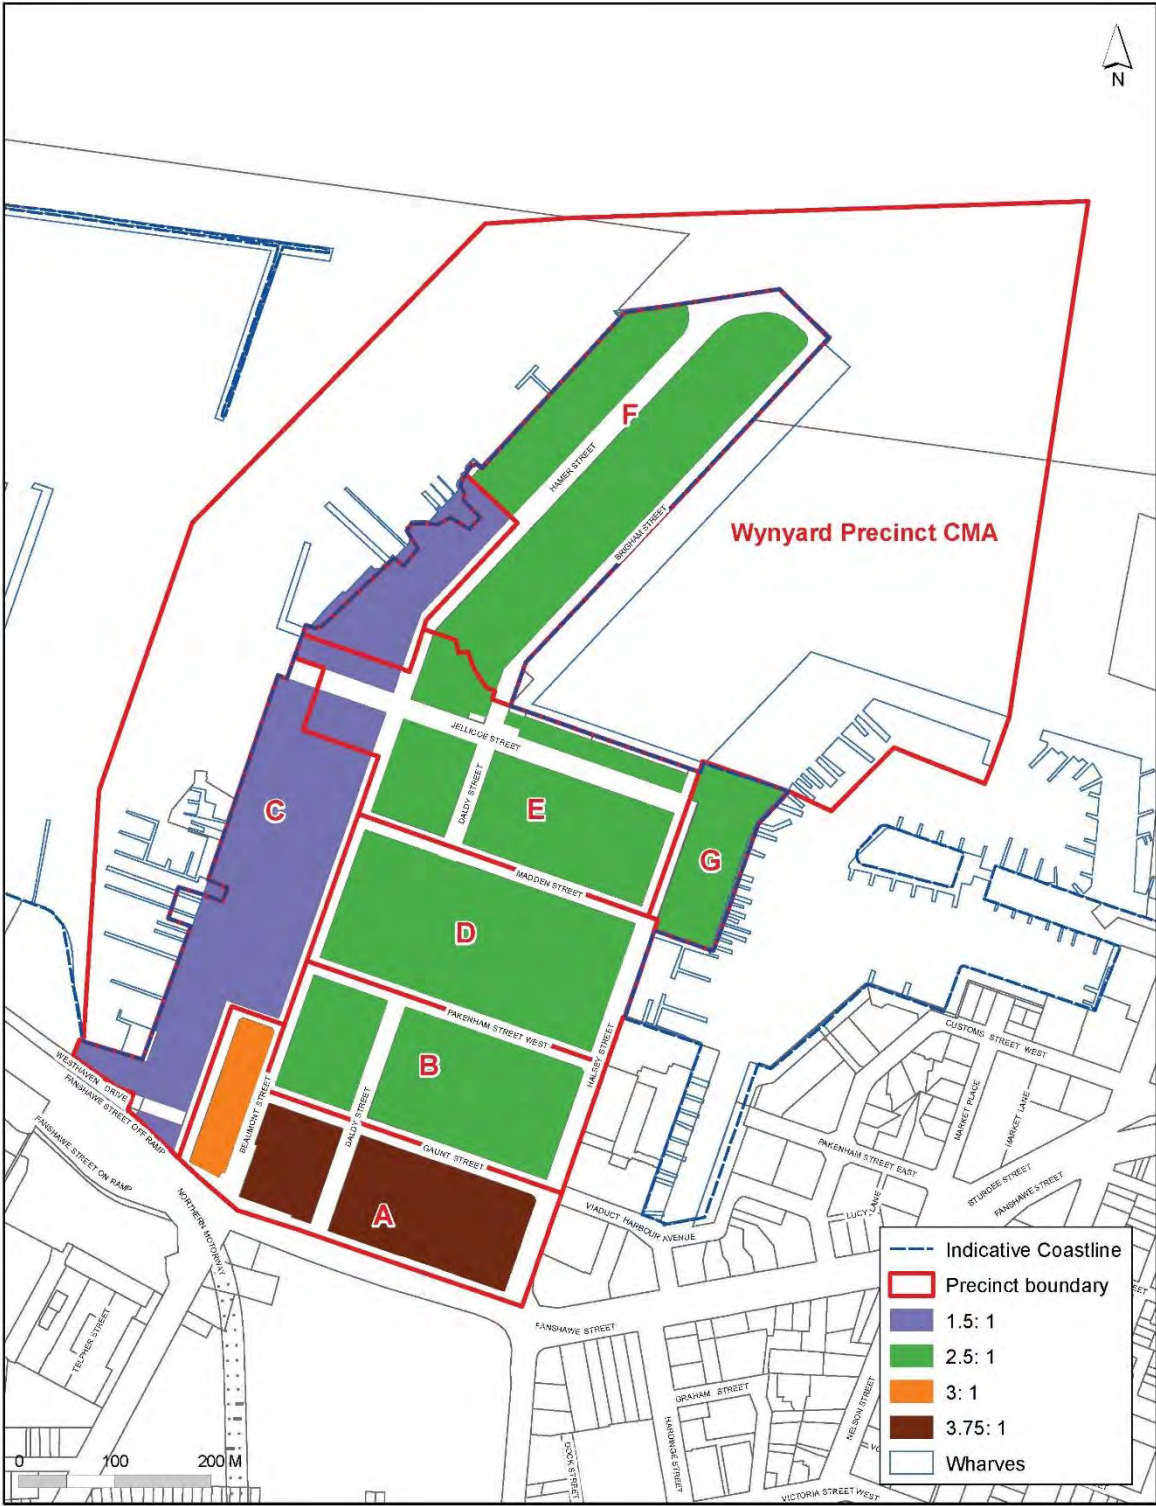 N
F
HAMER STREET
BRIGHAM STREET
Wynyard Precinct CMA
JELLICOE STREET
DALDY STREET
C
E
G
MADDEN STREET
D
PAKENHAM STREET WEST
HALSEY STREET
CUSTOMS STREET WEST
B
WESTHAVEN DRIVE
FANSHAWE STREET OFF RAMP
BEAUMONT STREET
DALDY STREET
MARKET PLACE
MARKET LANE
FANSHAWE STREET ON RAMP
GAUNT STREET
PAKENHAM STREET EAST
STURDEE STREET
FANSHAWE STREET
LUCY LANE
A
NORTHERN MOTORWAY
VIADUCT HARBOUR AVENUE
TELPHER STREET
FANSHAWE STREET
GRAHAM STREET
NELSON STREET
HARDINGE STREET
DOCK STREET
VICTORIA STREET WEST
Indicative Coastline
Precinct boundary
1.5: 1
2.5: 1
3: 1
3.75: 1
Wharves
0 100 200 M